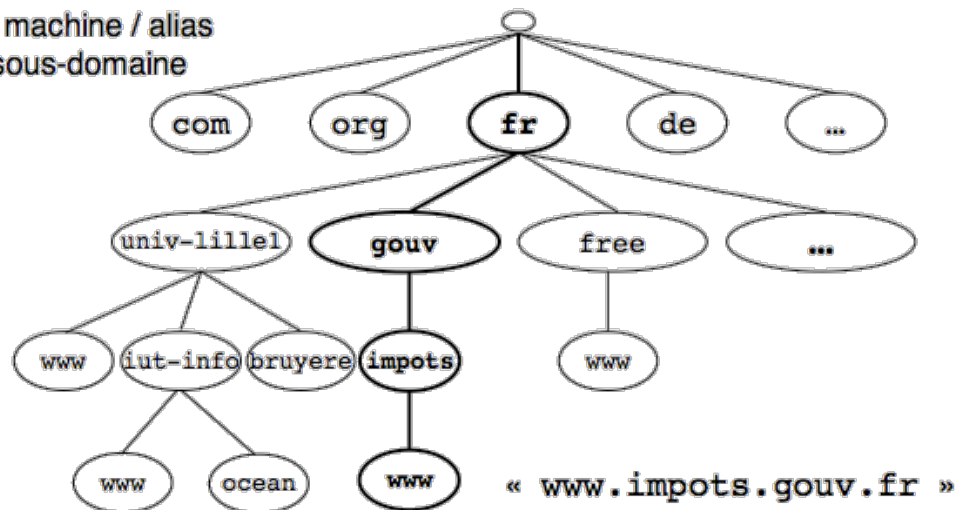 machine / alias
sous-domaine
com org fr de ...
univ-lille1 gouv free ...
www iut-info bruyere impots www
www ocean www « www.impots.gouv.fr »